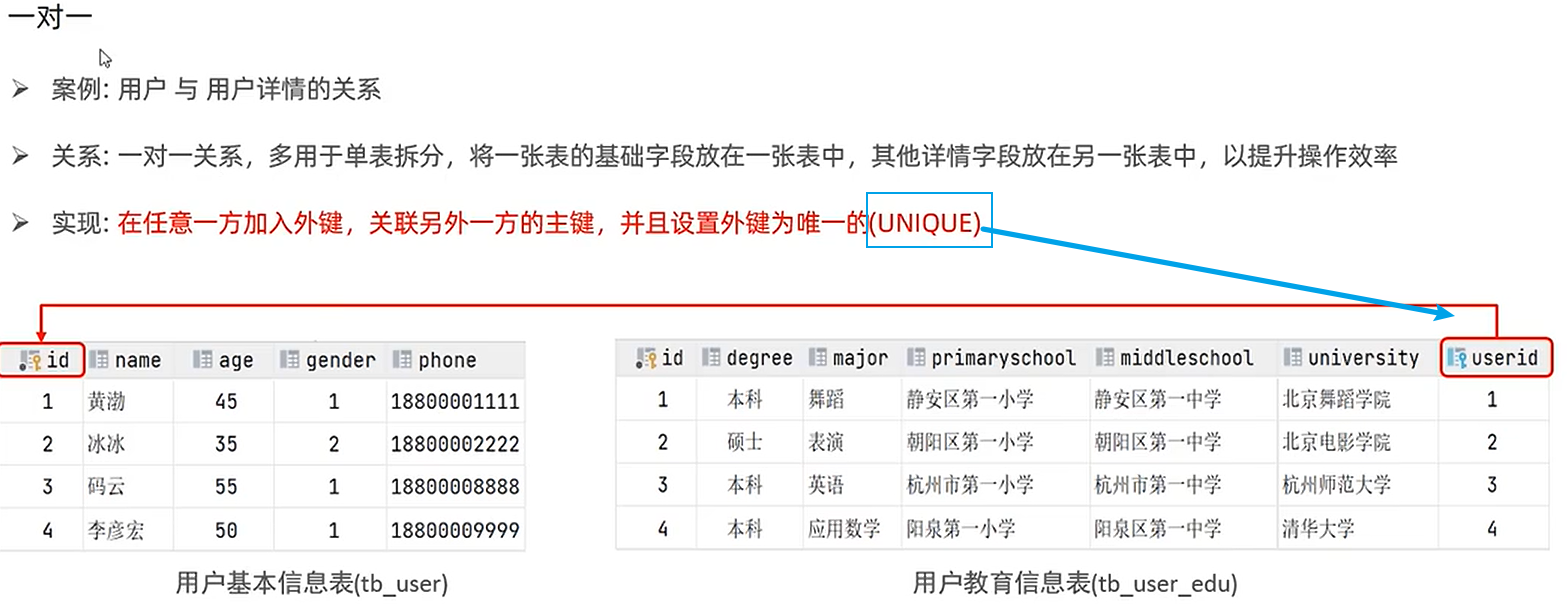 一对一
案例: 用户 与 用户详情的关系
关系: 一对一关系，多用于单表拆分，将一张表的基础字段放在一张表中，其他详情字段放在另一张表中，以提升操作效率
实现: 在任意一方加入外键，关联另外一方的主键，并且设置外键为唯一的(UNIQUE)
id name age gender phone
1 黄渤 45 1 18800001111
2 冰冰 35 2 18800002222
3 码云 55 1 18800008888
4 李彦宏 50 1 18800009999
用户基本信息表(tb_user)
id degree major primaryschool middleschool university userid
1 本科 舞蹈 静安区第一小学 静安区第一中学 北京舞蹈学院 1
2 硕士 表演 朝阳区第一小学 朝阳区第一中学 北京电影学院 2
3 本科 英语 杭州市第一小学 杭州市第一中学 杭州师范大学 3
4 本科 应用数学 阳泉第一小学 阳泉区第一中学 清华大学 4
用户教育信息表(tb_user_edu)